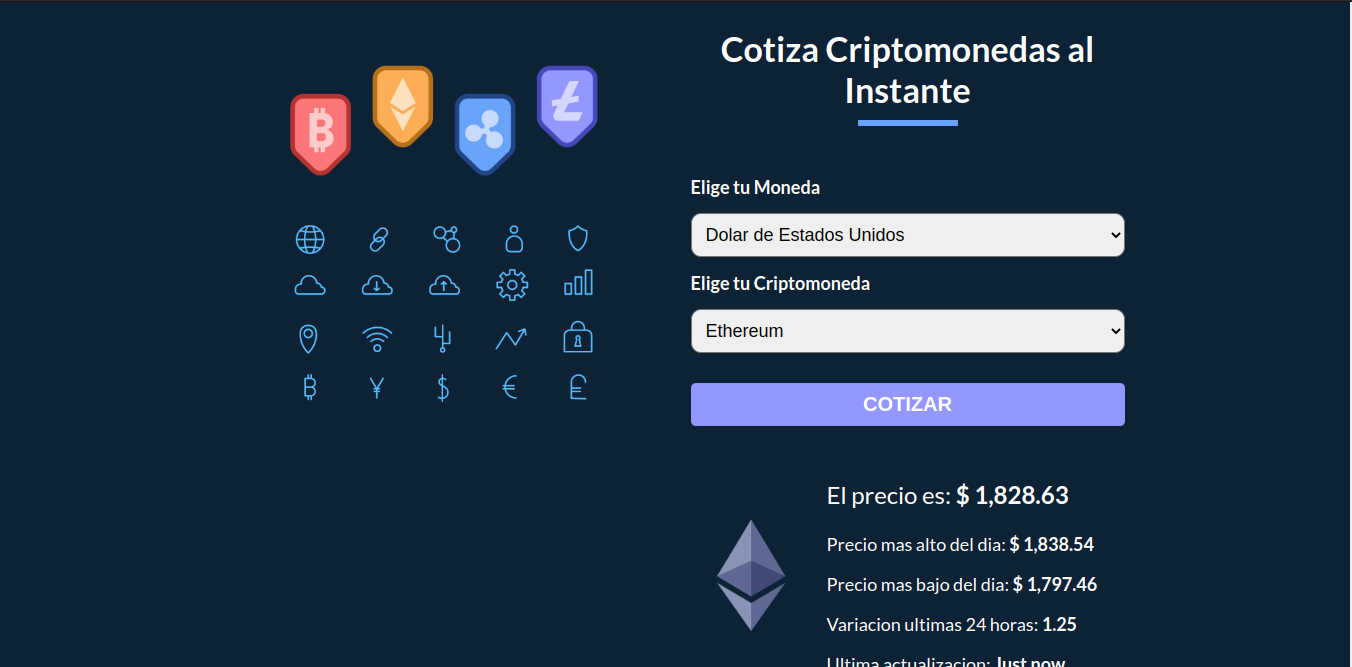 Cotiza Criptomonedas al
Instante
Elige tu Moneda
Dolar de Estados Unidos
Elige tu Criptomoneda
Ethereum
COTIZAR
El precio es: $ 1,828.63
Precio mas alto del dia: $ 1,838.54
Precio mas bajo del dia: $ 1,797.46
Variacion ultimas 24 horas: 1.25
Ultima actualizacion: Just now